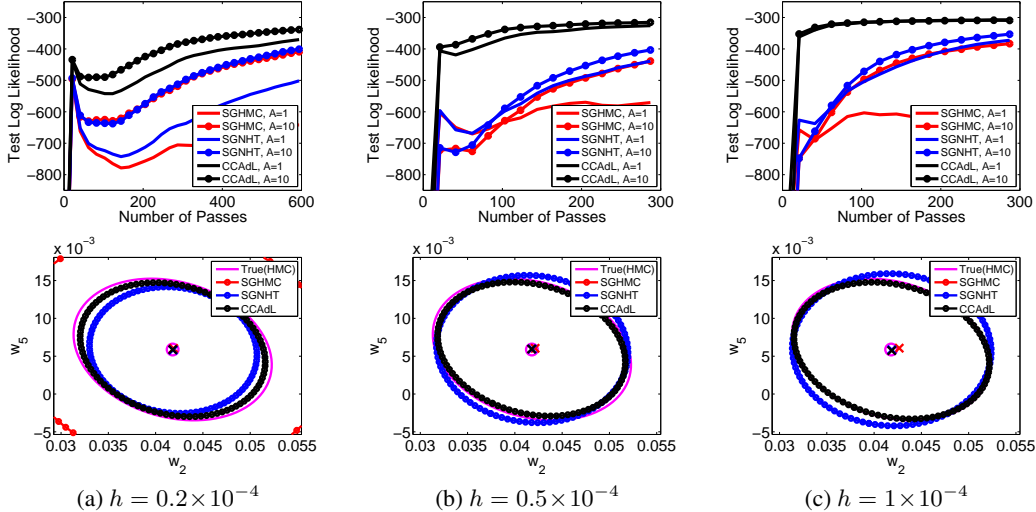 Test Log Likelihood
−300
−400
−500
−600
−700
−800
0
200
400
600
Number of Passes
SGHMC, A=1
SGHMC, A=10
SGNHT, A=1
SGNHT, A=10
CCAdL, A=1
CCAdL, A=10
Test Log Likelihood
−300
−400
−500
−600
−700
−800
0
100
200
300
Number of Passes
SGHMC, A=1
SGHMC, A=10
SGNHT, A=1
SGNHT, A=10
CCAdL, A=1
CCAdL, A=10
Test Log Likelihood
−300
−400
−500
−600
−700
−800
0
100
200
300
Number of Passes
SGHMC, A=1
SGHMC, A=10
SGNHT, A=1
SGNHT, A=10
CCAdL, A=1
CCAdL, A=10
x 10⁻³
w₅
15
10
5
0
−5
0.03
0.035
0.04
0.045
0.05
0.055
w₂
True(HMC)
SGHMC
SGNHT
CCAdL
x 10⁻³
w₅
15
10
5
0
−5
0.03
0.035
0.04
0.045
0.05
0.055
w₂
True(HMC)
SGHMC
SGNHT
CCAdL
x 10⁻³
w₅
15
10
5
0
−5
0.03
0.035
0.04
0.045
0.05
0.055
w₂
True(HMC)
SGHMC
SGNHT
CCAdL
(a) h = 0.2×10⁻⁴
(b) h = 0.5×10⁻⁴
(c) h = 1×10⁻⁴